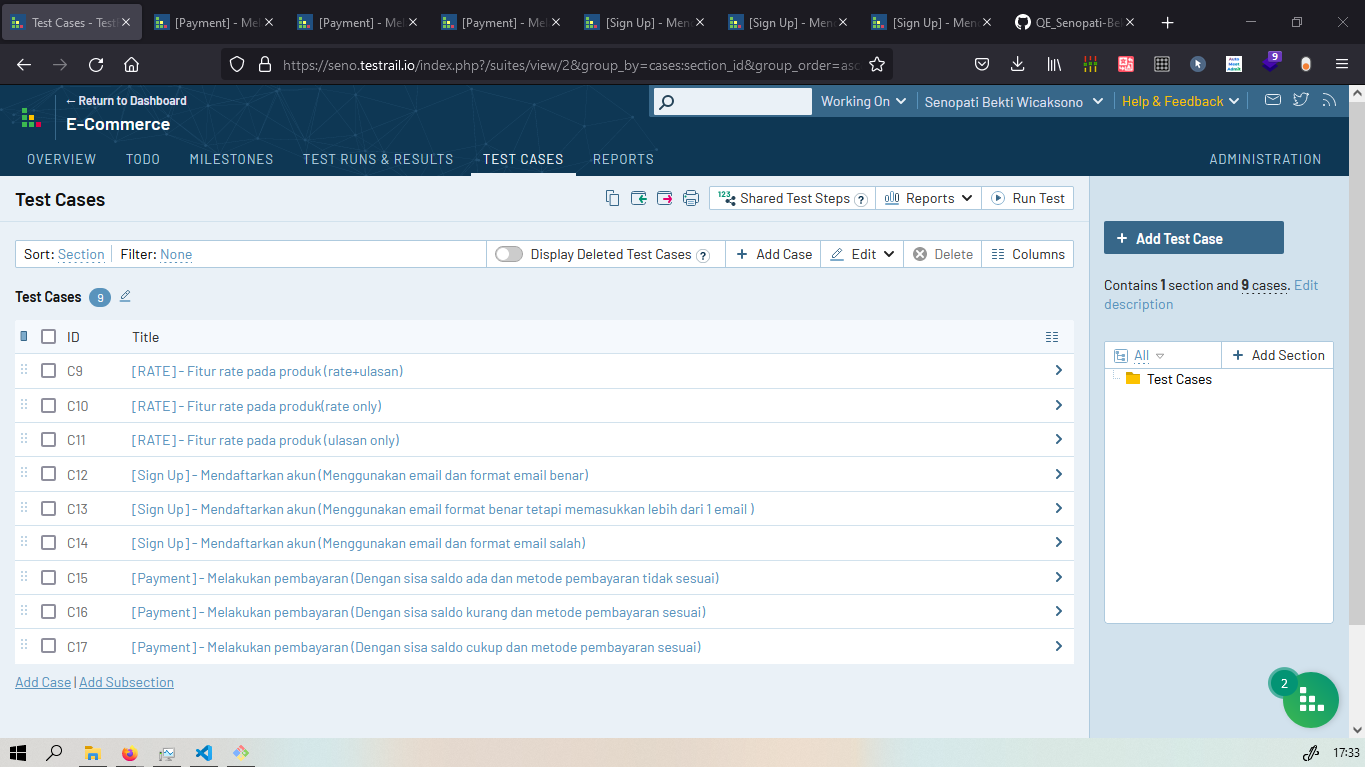 Test Cases - Test
[Payment] - Mel
[Payment] - Mel
[Payment] - Mel
[Sign Up] - Mend
[Sign Up] - Mend
[Sign Up] - Mend
QE_Senopati-Be
https://seno.testrail.io/index.php?/suites/view/2&group_by=cases:section_id&group_order=asc
9
← Return to Dashboard
E-Commerce
Working On
Senopati Bekti Wicaksono
Help & Feedback
OVERVIEW TODO MILESTONES TEST RUNS & RESULTS TEST CASES REPORTS ADMINISTRATION
Test Cases
123 Shared Test Steps ? Reports Run Test
Sort: Section Filter: None Display Deleted Test Cases ? + Add Case Edit Delete Columns
Test Cases 9
ID Title
C9 [RATE] - Fitur rate pada produk (rate+ulasan)
C10 [RATE] - Fitur rate pada produk(rate only)
C11 [RATE] - Fitur rate pada produk (ulasan only)
C12 [Sign Up] - Mendaftarkan akun (Menggunakan email dan format email benar)
C13 [Sign Up] - Mendaftarkan akun (Menggunakan email format benar tetapi memasukkan lebih dari 1 email )
C14 [Sign Up] - Mendaftarkan akun (Menggunakan email dan format email salah)
C15 [Payment] - Melakukan pembayaran (Dengan sisa saldo ada dan metode pembayaran tidak sesuai)
C16 [Payment] - Melakukan pembayaran (Dengan sisa saldo kurang dan metode pembayaran sesuai)
C17 [Payment] - Melakukan pembayaran (Dengan sisa saldo cukup dan metode pembayaran sesuai)
Add Case | Add Subsection
+ Add Test Case
Contains 1 section and 9 cases. Edit
description
All + Add Section
Test Cases
2
17:33